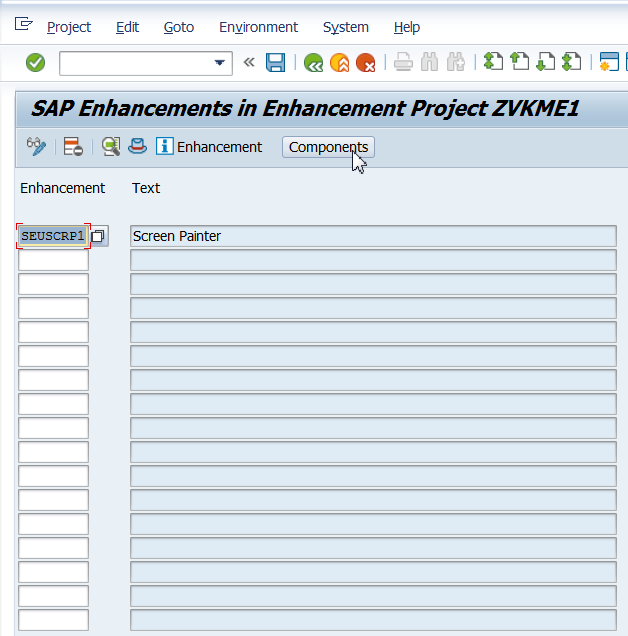 Project Edit Goto Environment System Help
SAP Enhancements in Enhancement Project ZVKME1
Enhancement Components
Enhancement Text
SEUSCRP1 Screen Painter